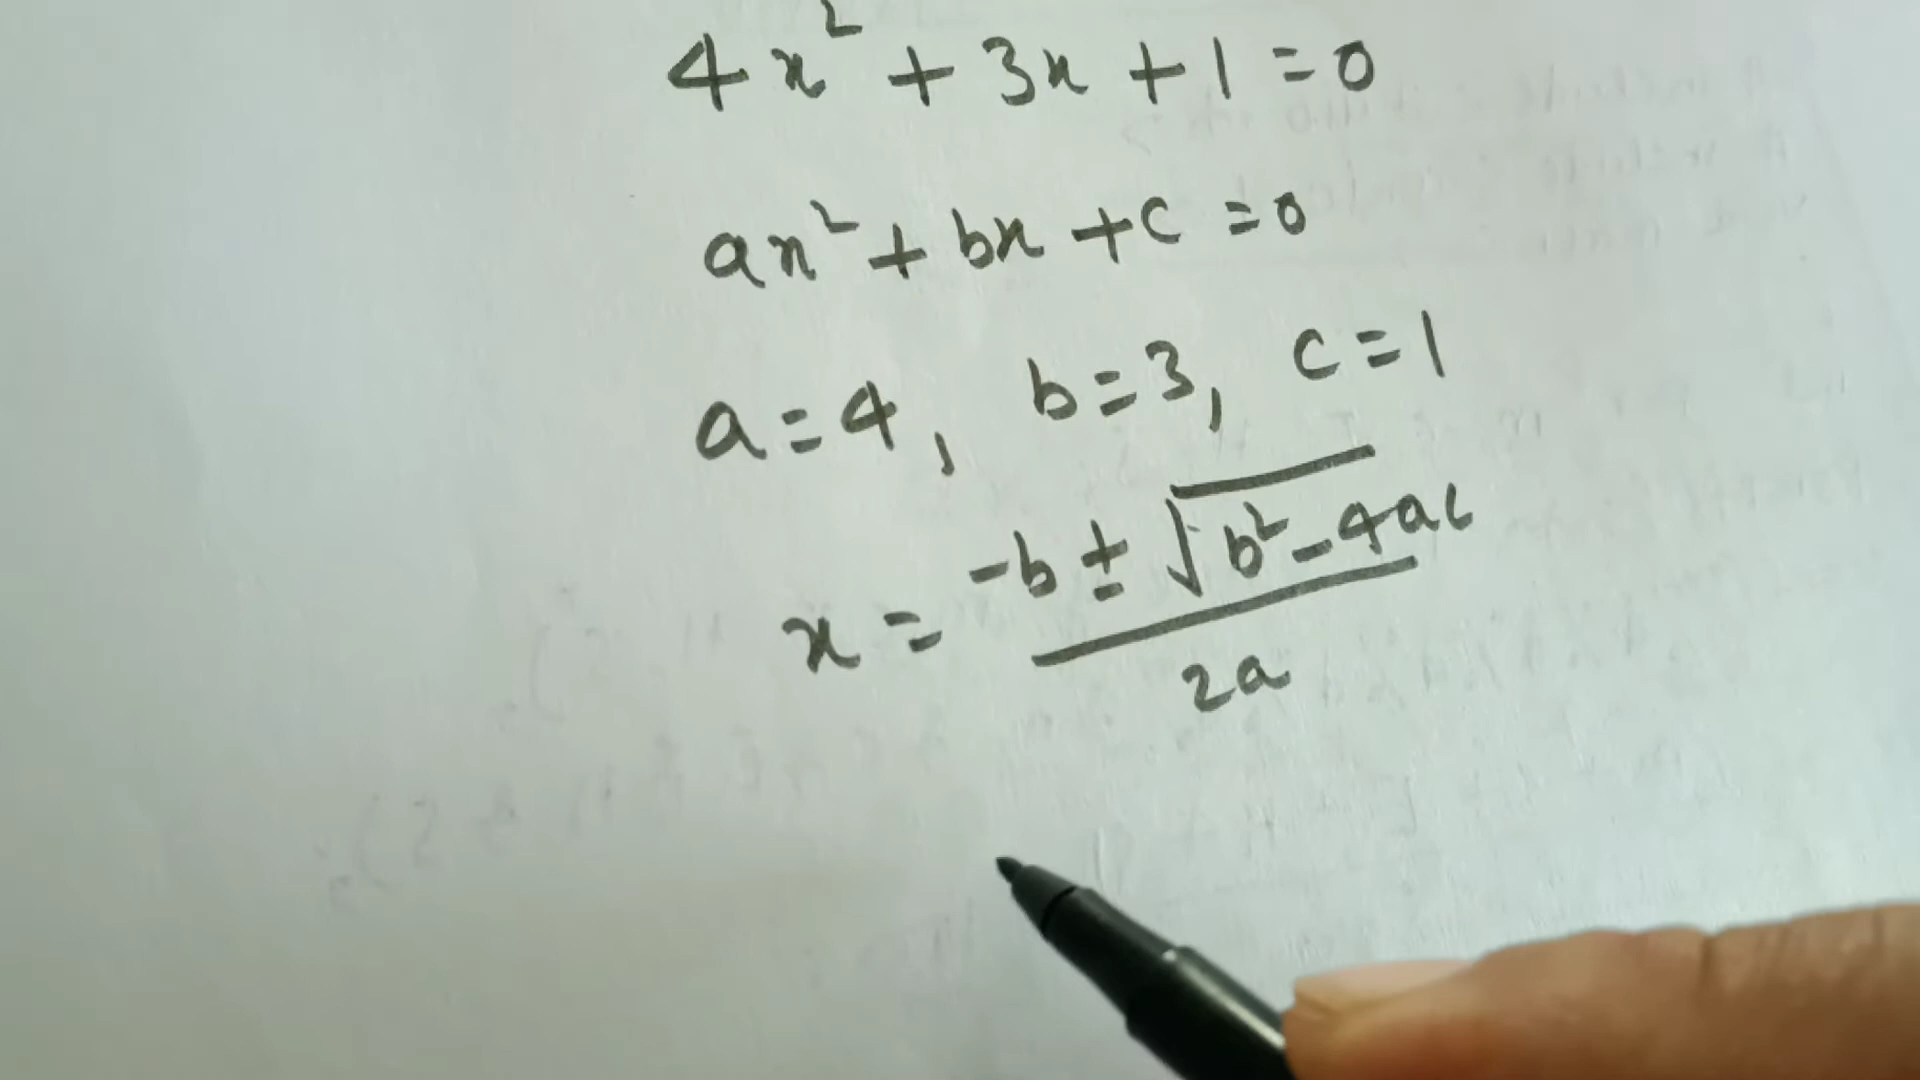 4x² + 3x + 1 = 0
ax² + bx + c = 0
a = 4, b = 3, c = 1
x = (-b ± √(b² - 4ac)) / 2a